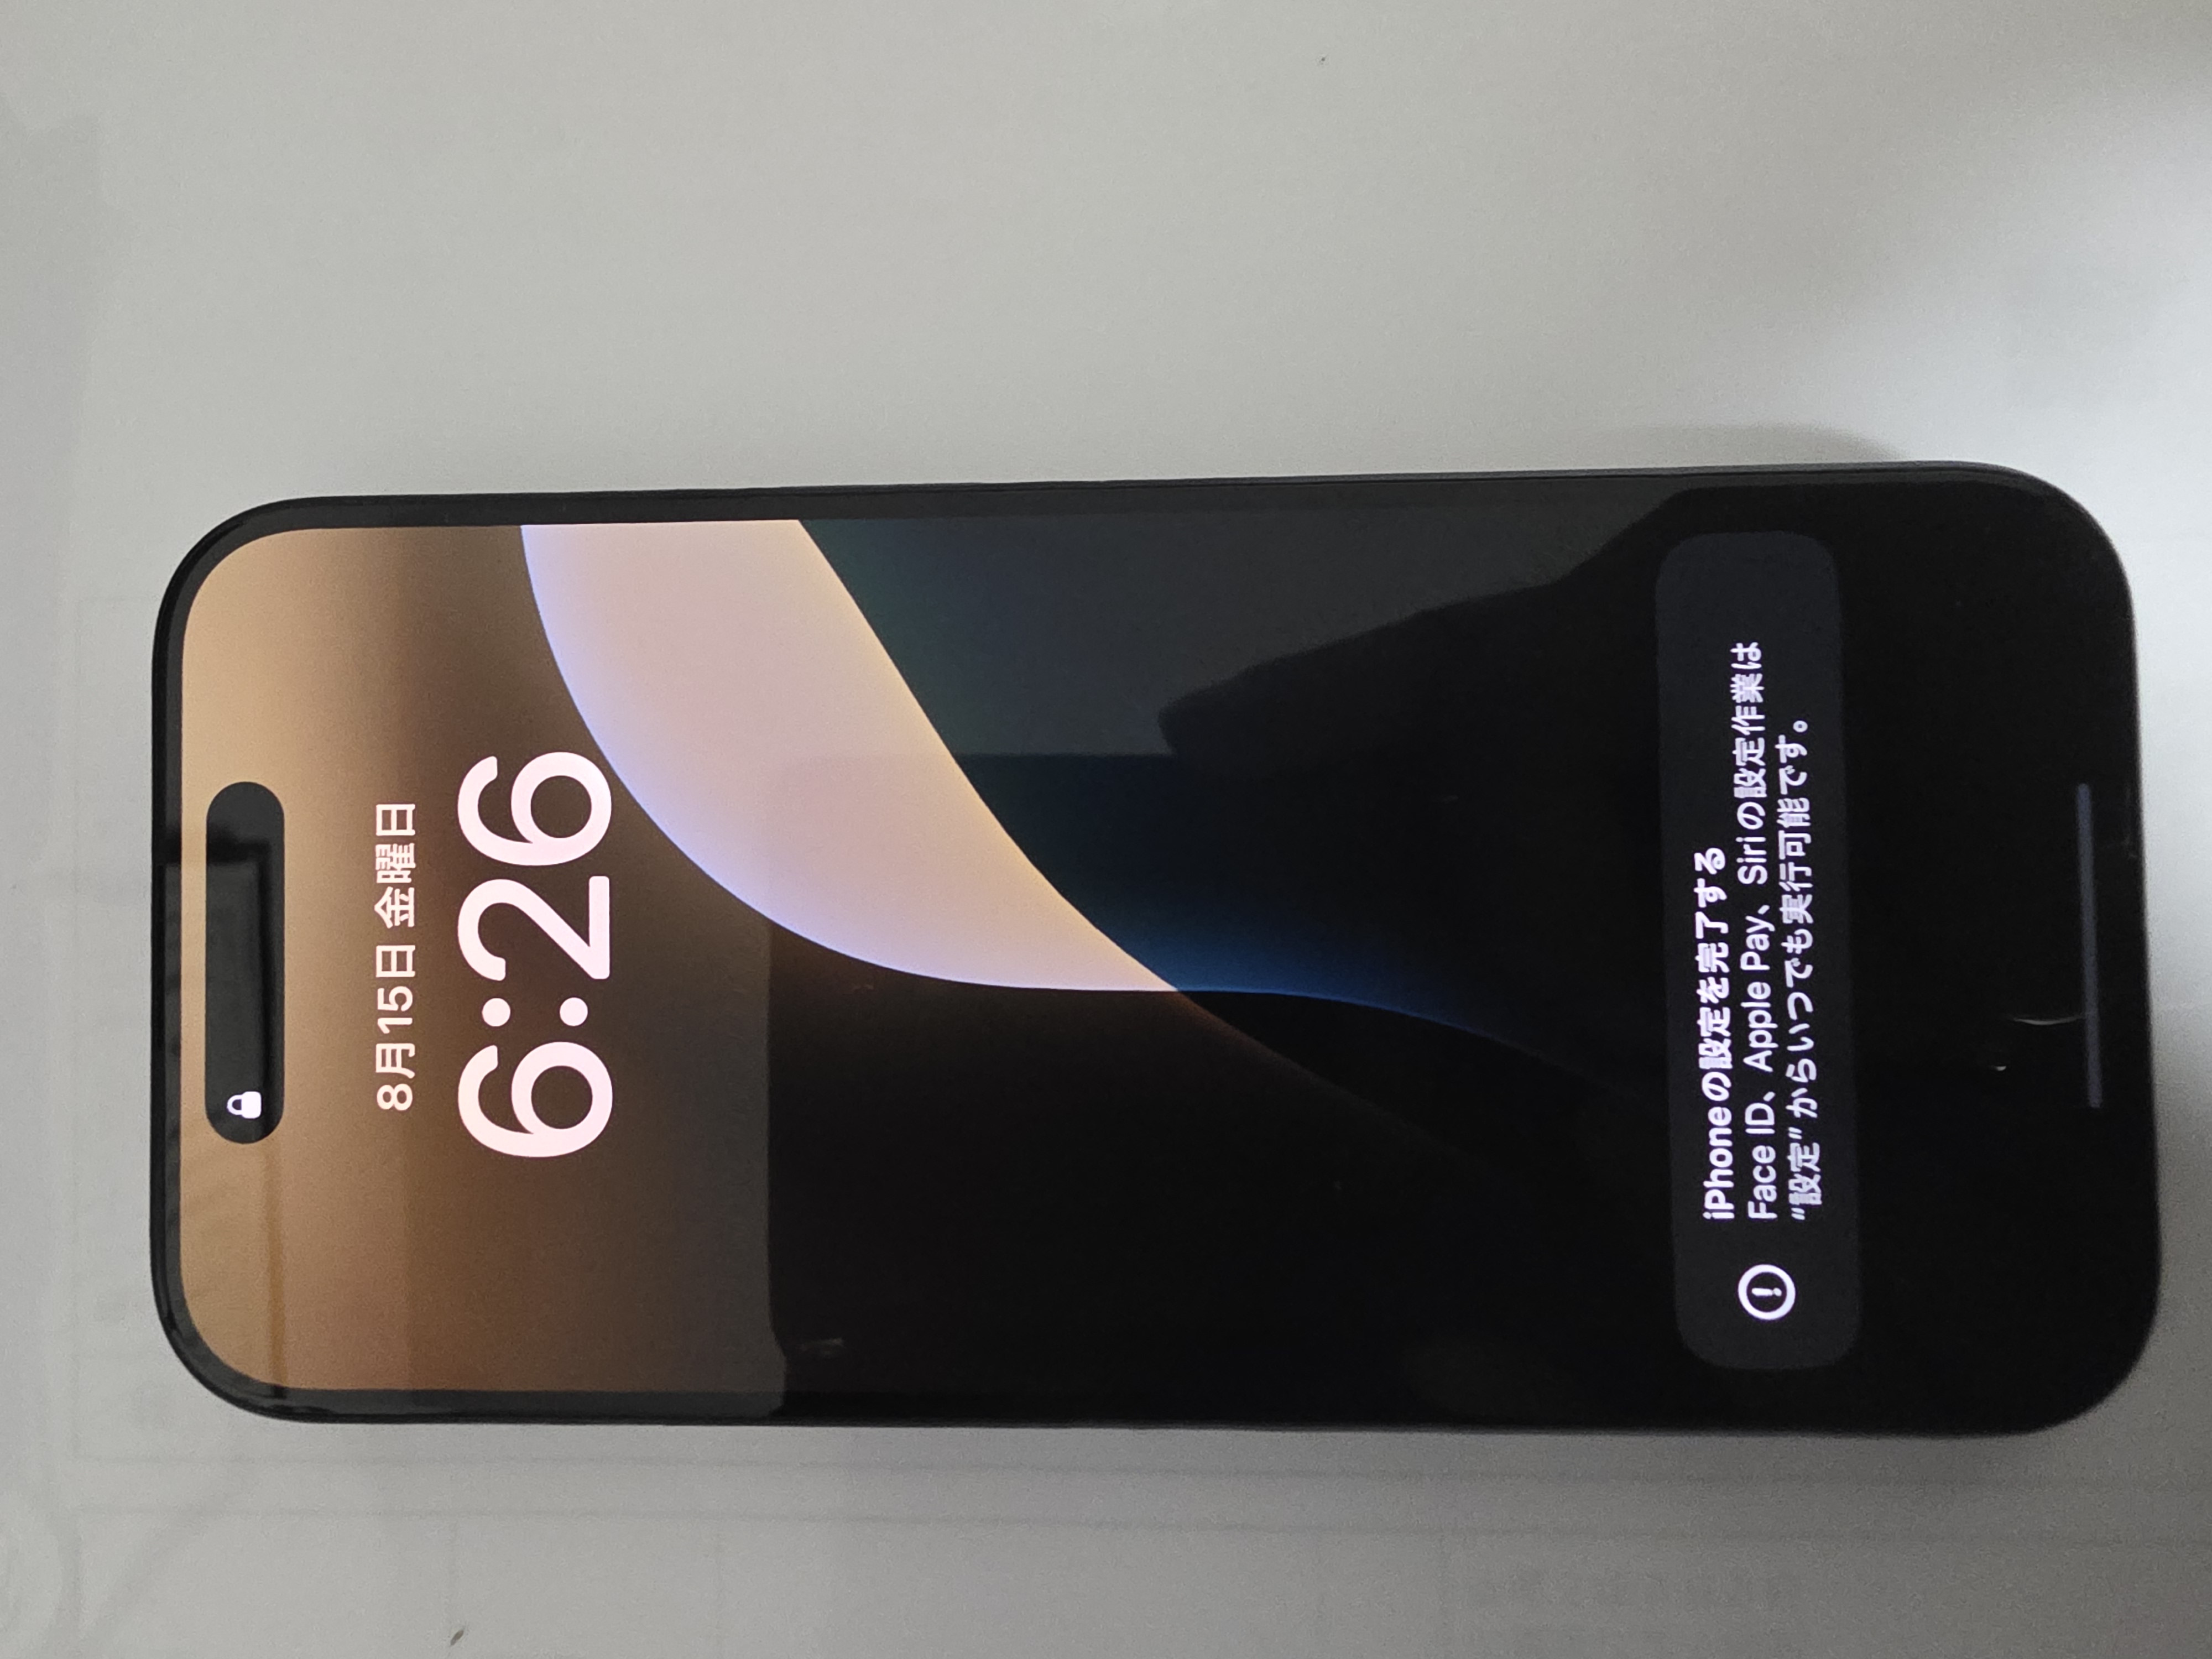 8月15日 金曜日
6:26
iPhoneの設定を完了する
Face ID、Apple Pay、Siriの設定作業は
“設定”からいつでも実行可能です。